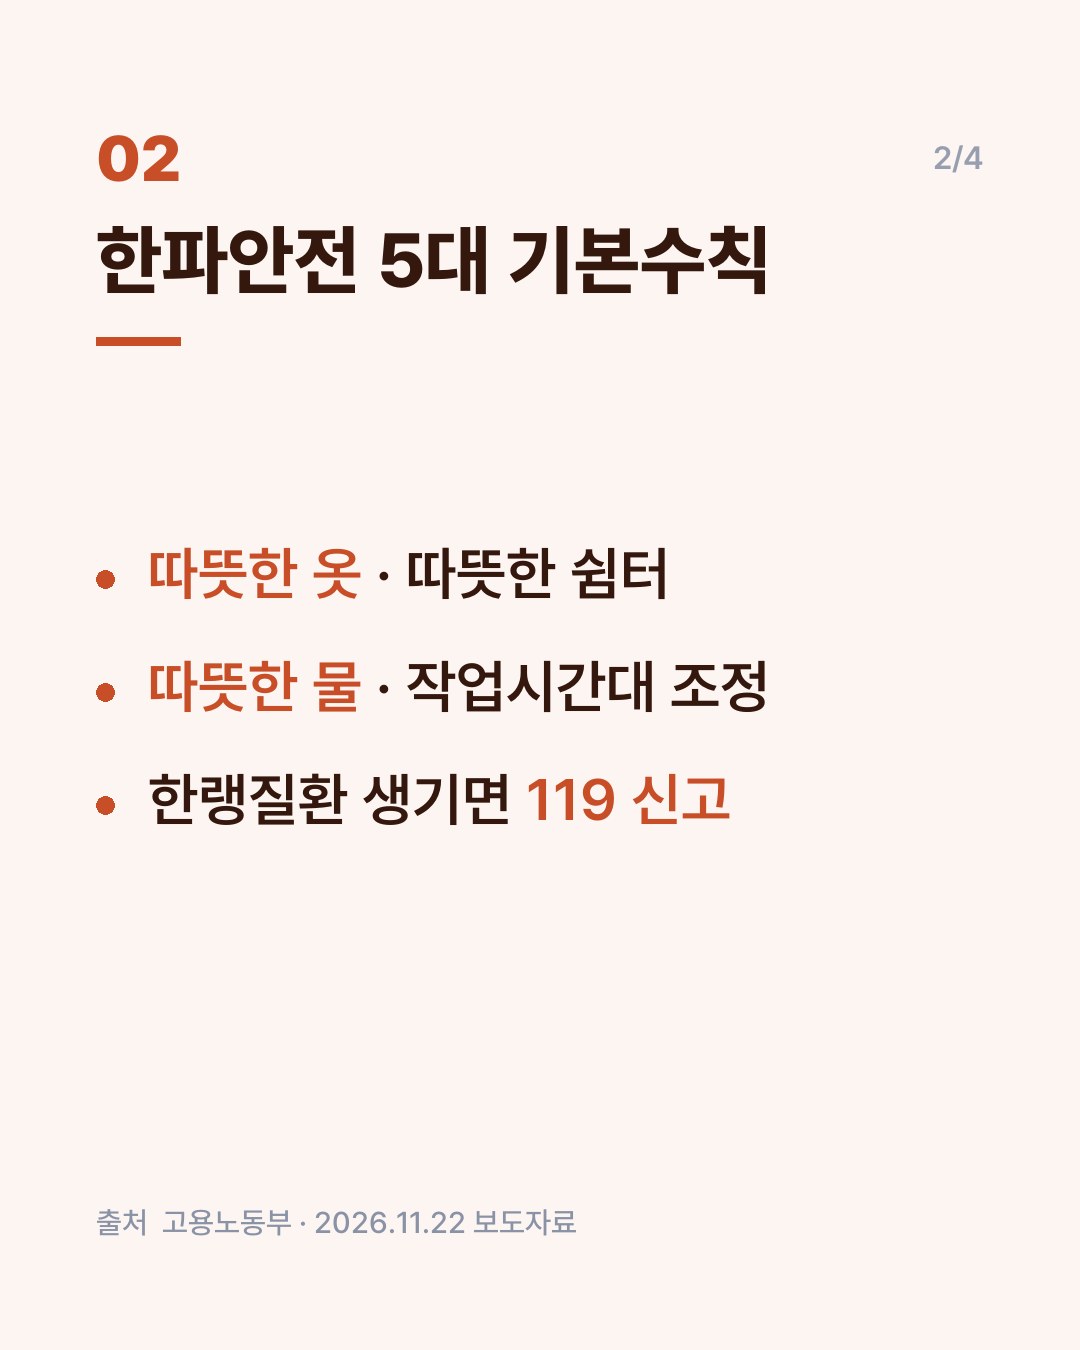 02
2/4
한파안전 5대 기본수칙
따뜻한 옷 · 따뜻한 쉼터
따뜻한 물 · 작업시간대 조정
한랭질환 생기면 119 신고
출처 고용노동부 · 2026.11.22 보도자료